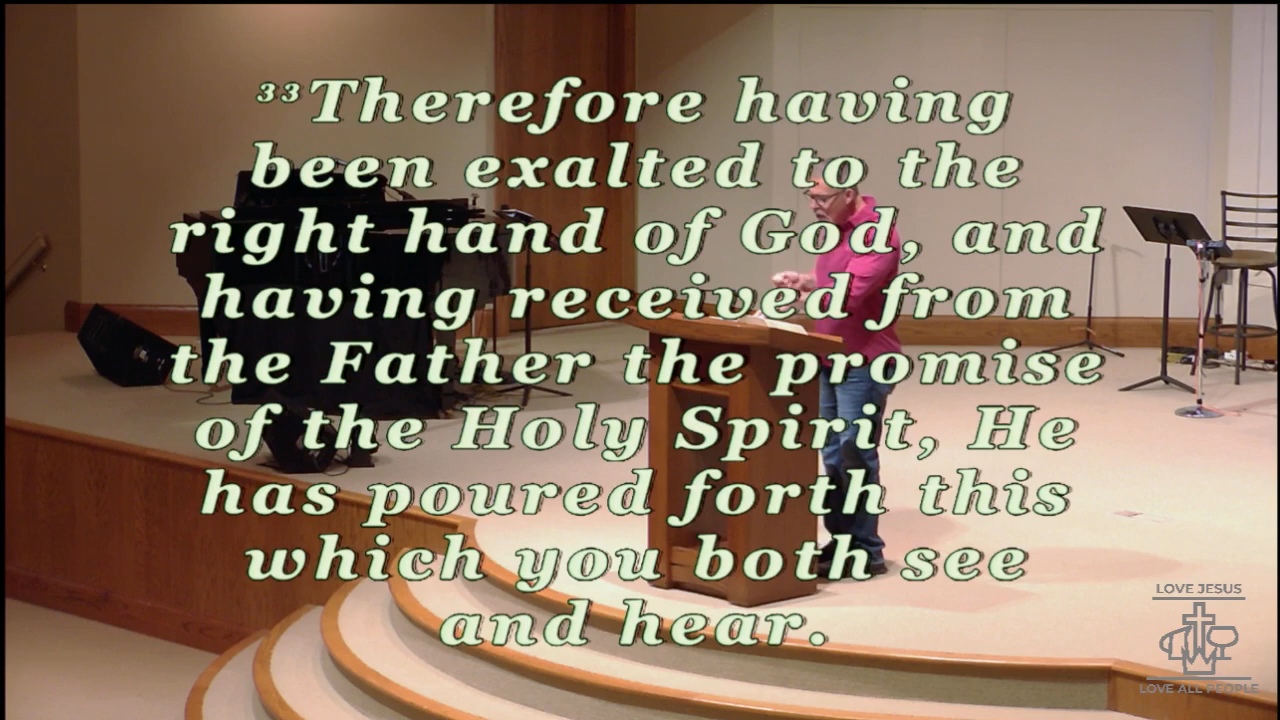 ³³Therefore having
been exalted to the
right hand of God, and
having received from
the Father the promise
of the Holy Spirit, He
has poured forth this
which you both see
and hear.
LOVE JESUS
LOVE ALL PEOPLE